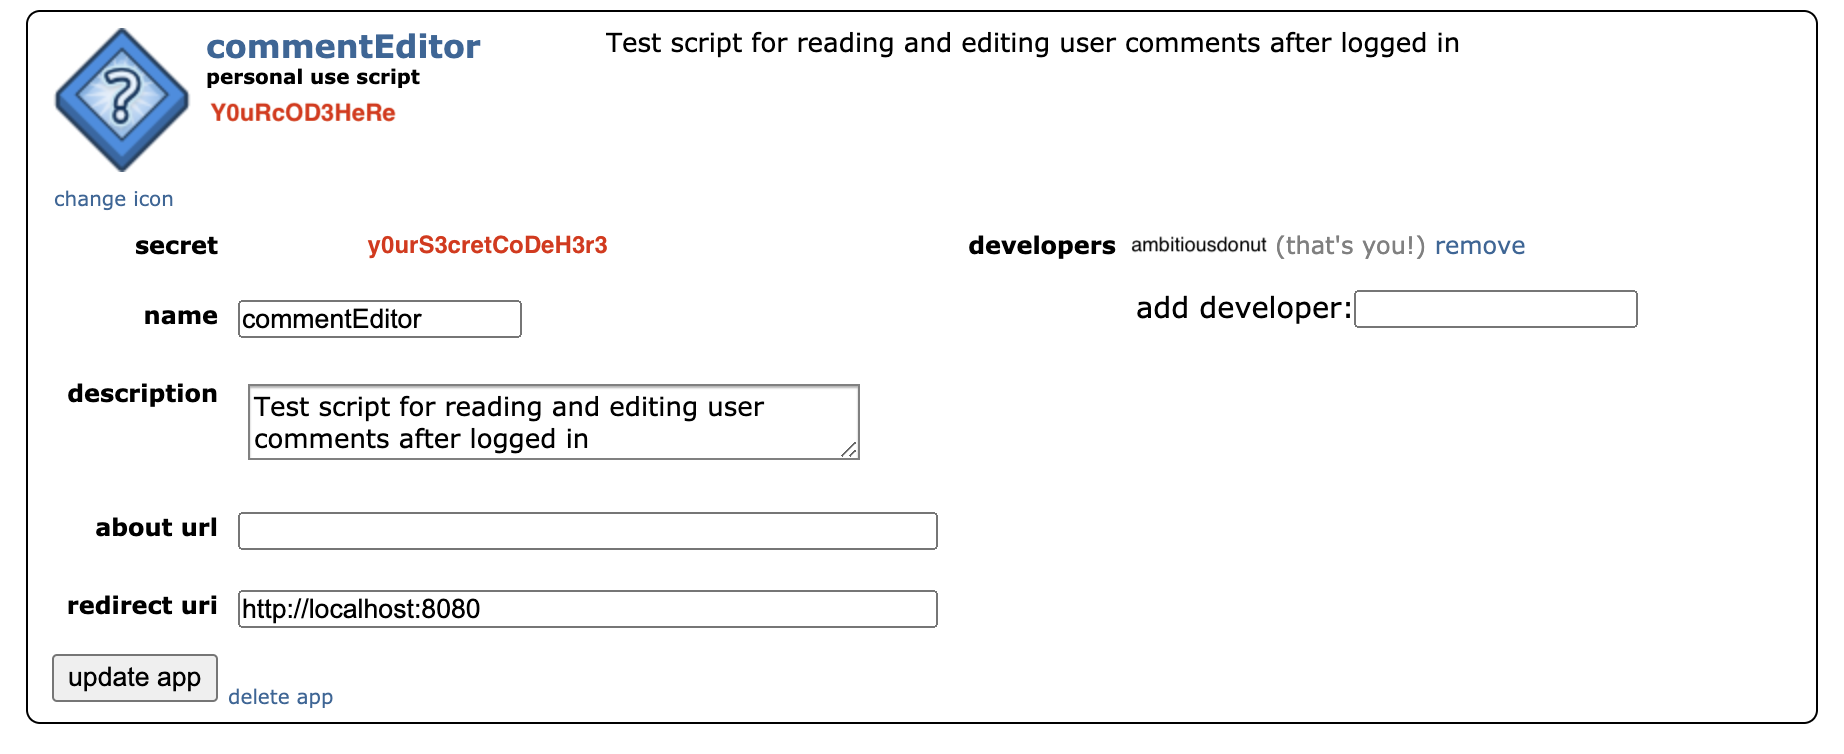 commentEditor
Test script for reading and editing user comments after logged in
personal use script
Y0uRcOD3HeRe
?
change icon
secret y0urS3cretCoDeH3r3
developers ambitiousdonut (that's you!) remove
name commentEditor
add developer:
description Test script for reading and editing user
comments after logged in
about url
redirect uri http://localhost:8080
update app delete app